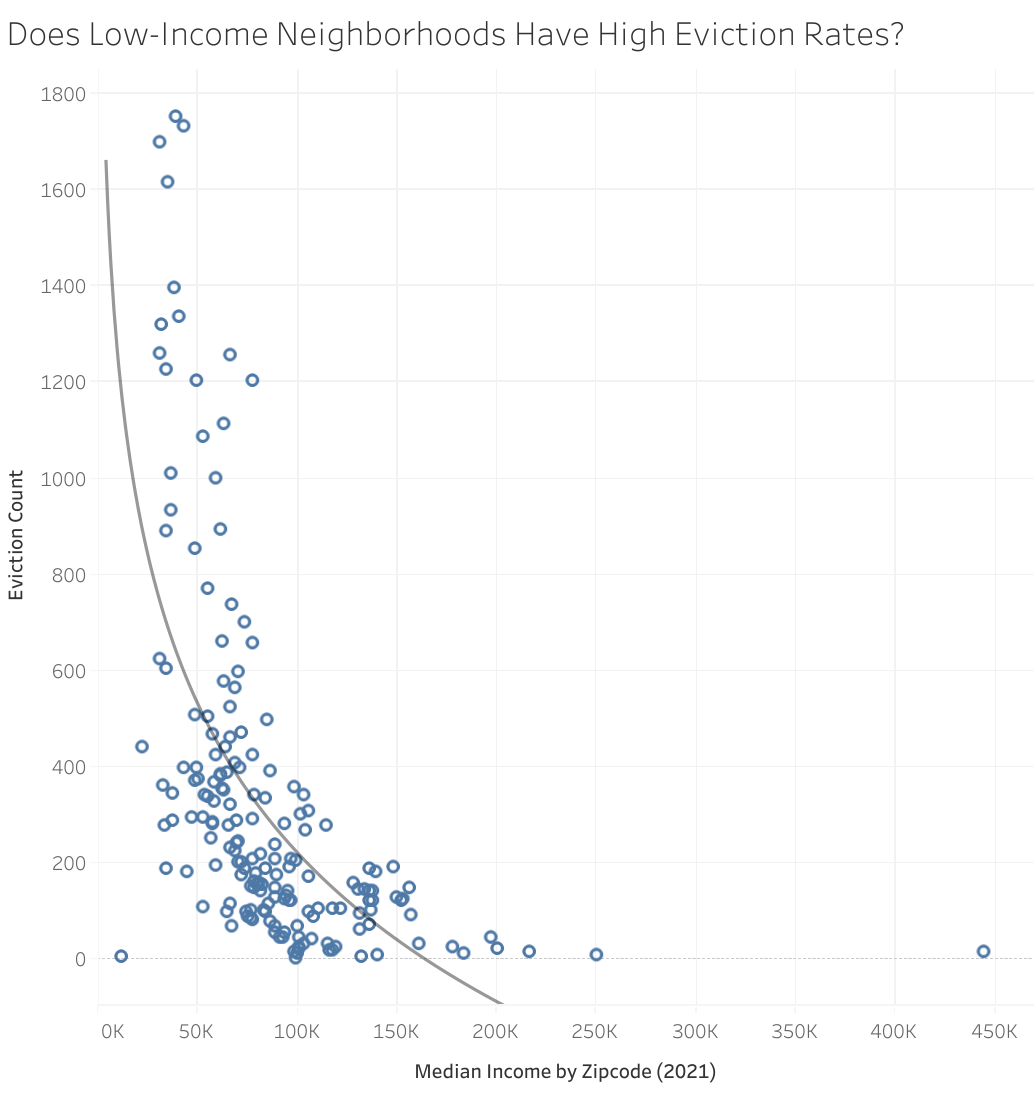 Does Low-Income Neighborhoods Have High Eviction Rates?
1800
1600
1400
1200
1000
800
600
400
200
0
Eviction Count
0K 50K 100K 150K 200K 250K 300K 350K 400K 450K
Median Income by Zipcode (2021)